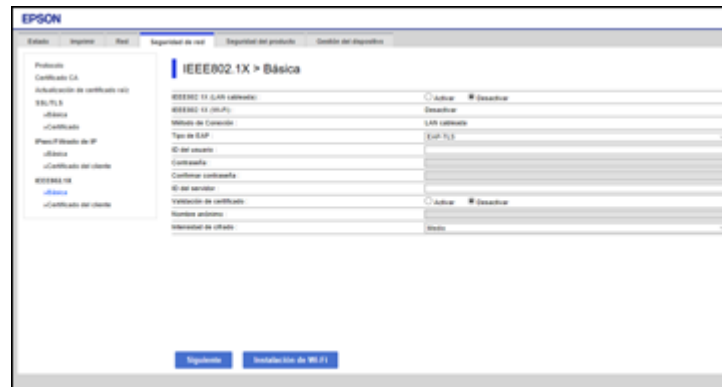 EPSON
Estado Imprimir Red Seguridad de red Seguridad del producto Gestión del dispositivo
Protocolo
Certificado CA
Actualización de certificado raíz
SSL/TLS
»Básica
»Certificado
IPsec/Filtrado de IP
»Básica
»Certificado del cliente
IEEE802.1X
»Básica
»Certificado del cliente
IEEE802.1X > Básica
IEEE802.1X (LAN cableada) : Activar Desactivar
IEEE802.1X (Wi-Fi) : Desactivar
Método de Conexión : LAN cableada
Tipo de EAP : EAP-TLS
ID del usuario :
Contraseña :
Confirmar contraseña :
ID del servidor :
Validación de certificado : Activar Desactivar
Nombre anónimo :
Intensidad de cifrado : Medio
Siguiente Instalación de Wi-Fi